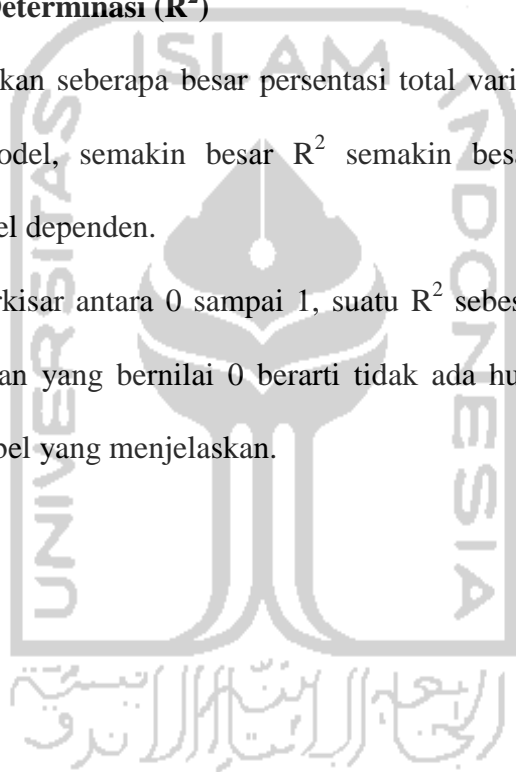 Determinasi (R²)
ISLAM
kan seberapa besar persentasi total vari
odel, semakin besar R² semakin besa
el dependen.
rkisar antara 0 sampai 1, suatu R² sebes
an yang bernilai 0 berarti tidak ada hu
bel yang menjelaskan.
UNIVERSITAS
INDONESIA